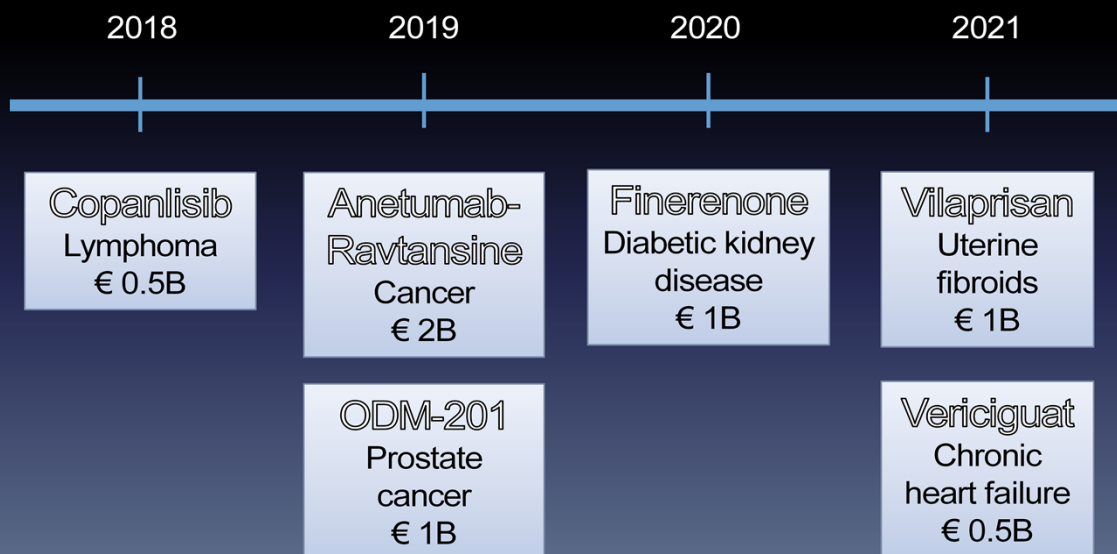 2018
2019
2020
2021
Copanlisib
Lymphoma
€ 0.5B
Anetumab-
Ravtansine
Cancer
€ 2B
ODM-201
Prostate
cancer
€ 1B
Finerenone
Diabetic kidney
disease
€ 1B
Vilaprisan
Uterine
fibroids
€ 1B
Vericiguat
Chronic
heart failure
€ 0.5B